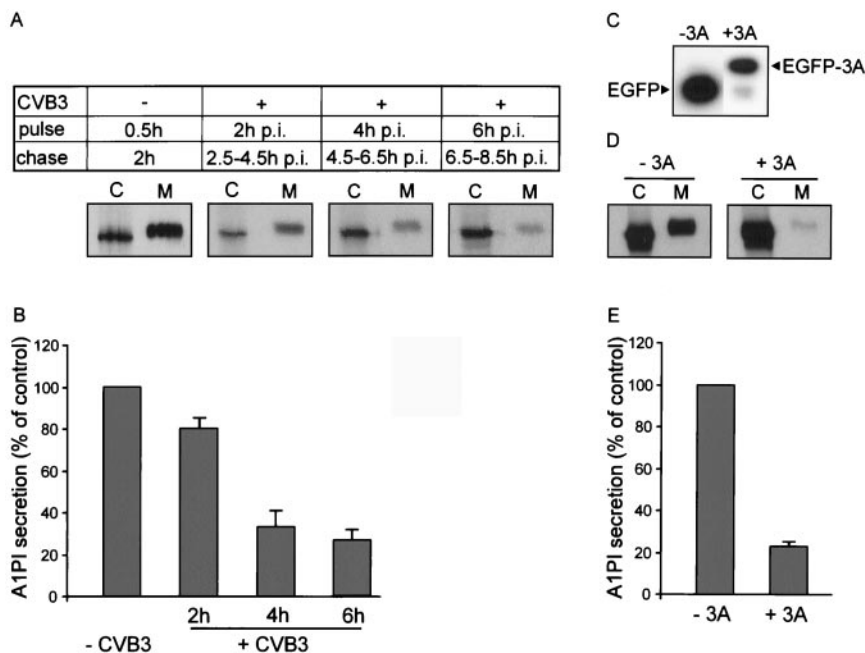 A
CVB3 - + + +
pulse 0.5h 2h p.i. 4h p.i. 6h p.i.
chase 2h 2.5-4.5h p.i. 4.5-6.5h p.i. 6.5-8.5h p.i.
C M C M C M C M
B
A1PI secretion (% of control)
120
100
80
60
40
20
0
2h 4h 6h
- CVB3 + CVB3
C
-3A +3A
EGFP-3A
EGFP
D
- 3A + 3A
C M C M
E
A1PI secretion (% of control)
120
100
80
60
40
20
0
- 3A + 3A